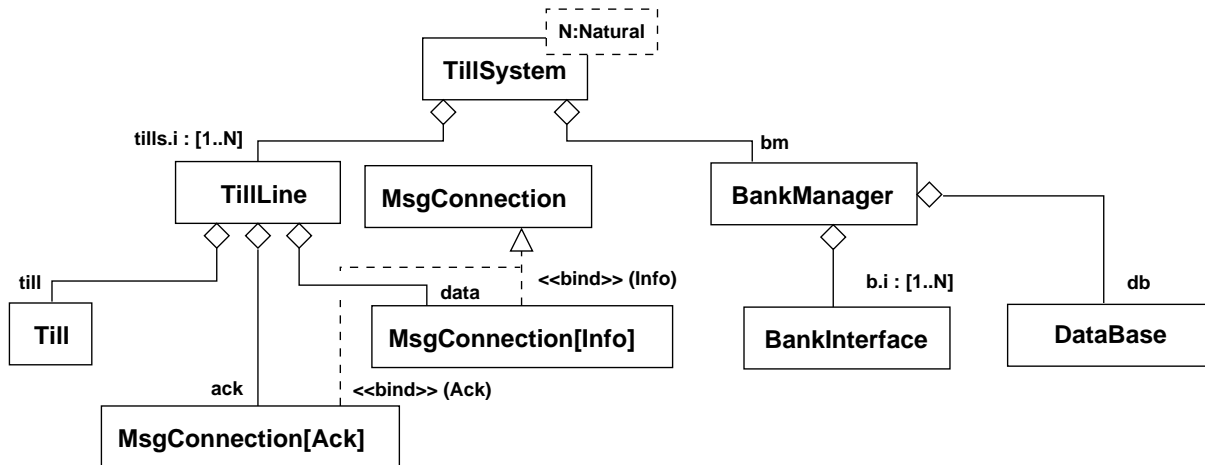 N:Natural
TillSystem
tills.i : [1..N]
bm
TillLine
MsgConnection
BankManager
till
data
<<bind>> (Info)
b.i : [1..N]
db
Till
MsgConnection[Info]
BankInterface
DataBase
ack
<<bind>> (Ack)
MsgConnection[Ack]